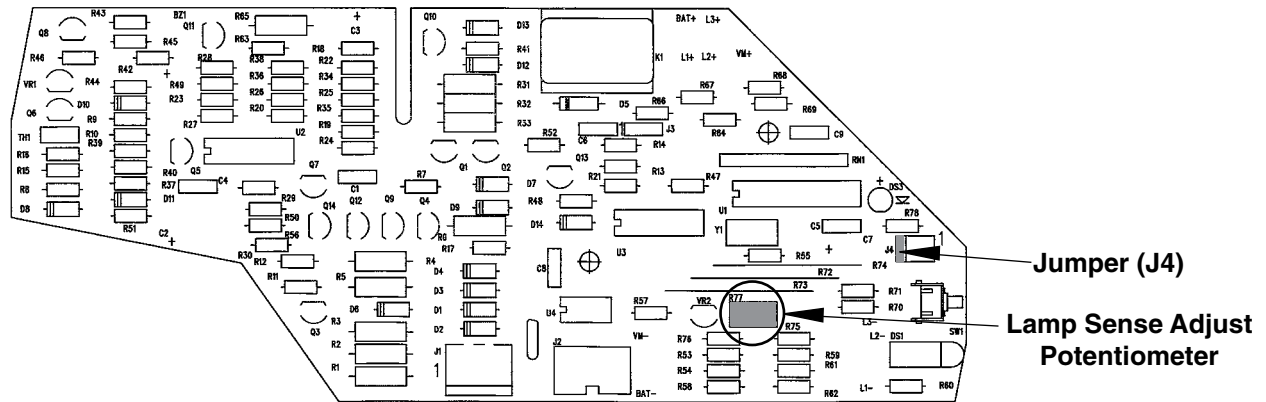 R43
Q8
R45
R46
VR1
R44
R42
Q6
D10
R9
TH1
R10
R39
R16
R15
R8
D8
R51
D11
BZ1
Q11
R65
R63
R28
R38
R49
R36
R23
R26
R20
R27
U2
R40
Q5
R37
C4
C2
C3
R18
R22
R34
R25
R35
R19
R24
Q7
C1
R7
R29
R50
R56
R30
R12
R11
Q14
Q12
Q9
Q4
R6
R17
R4
R5
D6
Q3
R3
R2
R1
D4
D3
D1
D2
J1
1
Q10
D13
R41
D12
R31
R32
R33
Q1
Q2
D9
D7
R48
D14
R52
Q13
R21
C6
D5
R66
J3
R14
R13
R47
K1
BAT+
L3+
L1+
L2+
VM+
R67
R64
R68
R69
C9
RN1
U1
DS3
C5
C7
R78
Y1
R55
U3
C8
U4
R57
VM-
J2
BAT-
VR2
R77
R72
R73
R74
J4
1
R71
R70
L3-
L2-
DS1
SW1
R76
R53
R54
R58
R75
R59
R61
R62
L1-
R60
Jumper (J4)
Lamp Sense Adjust
Potentiometer